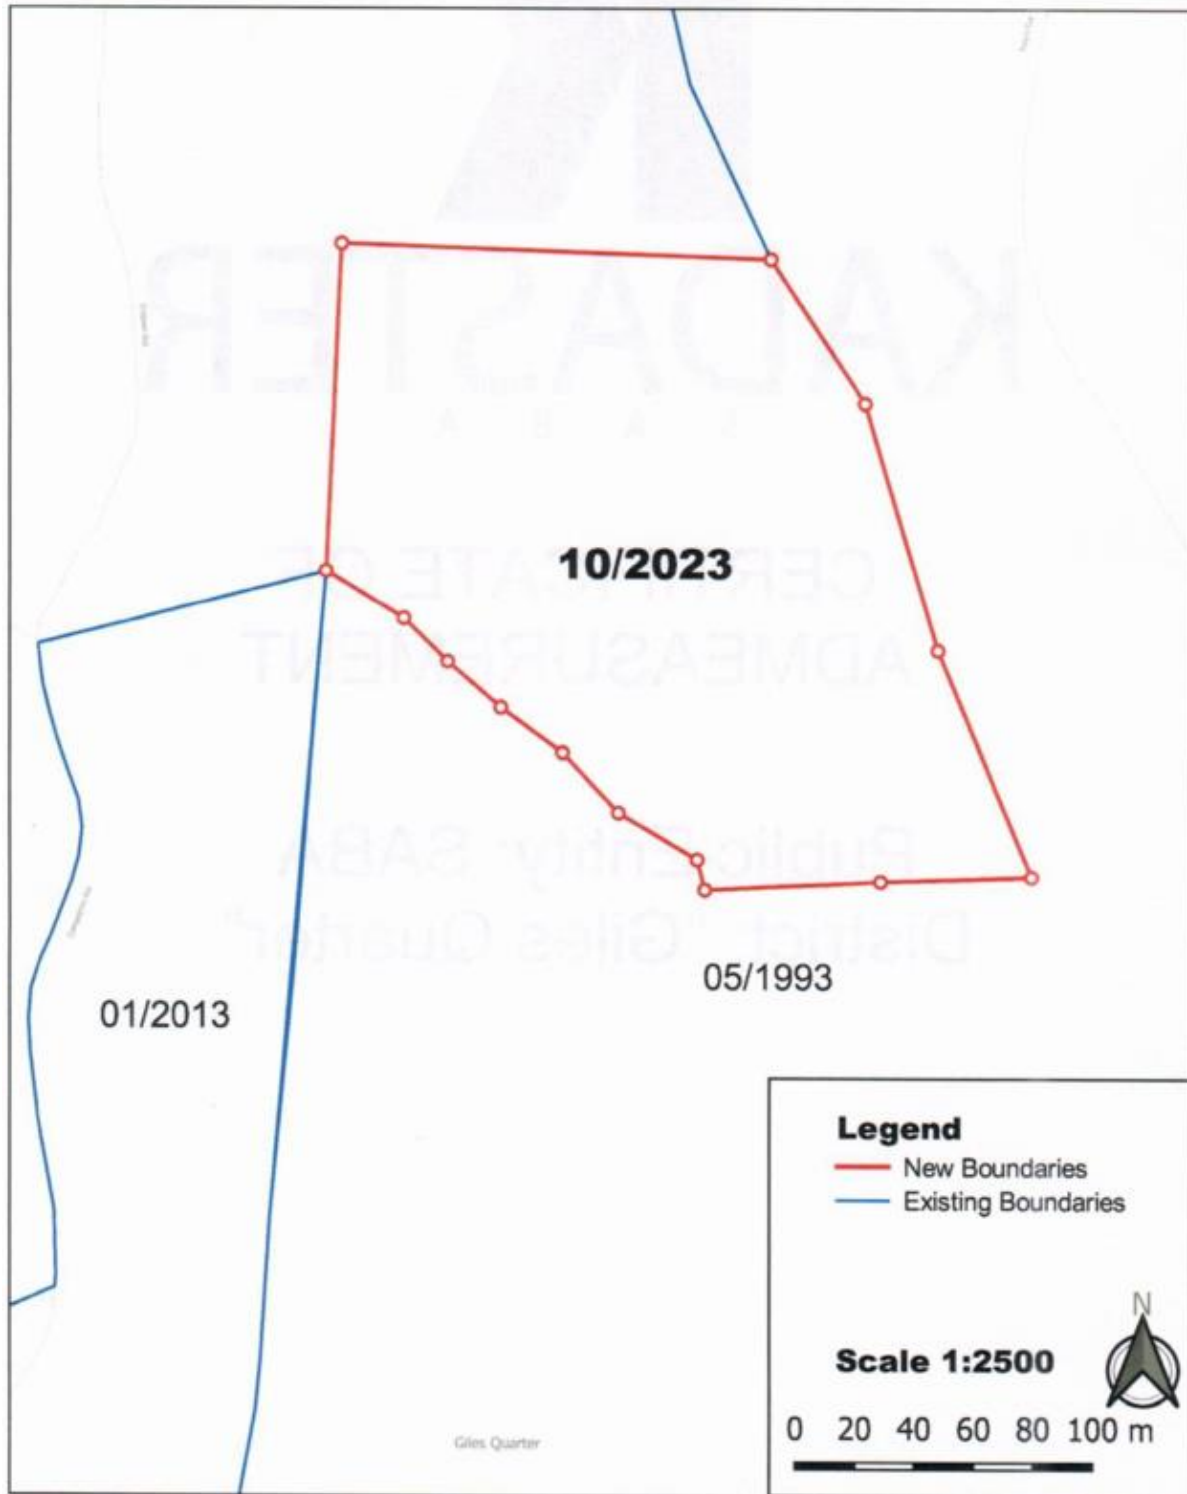 KADASTER
S A B A
CERTIFICATE OF
ADMEASUREMENT
10/2023
Public Entity: SABA
District: "Giles Quarter"
05/1993
01/2013
Legend
New Boundaries
Existing Boundaries
N
Scale 1:2500
0 20 40 60 80 100 m
Giles Quarter